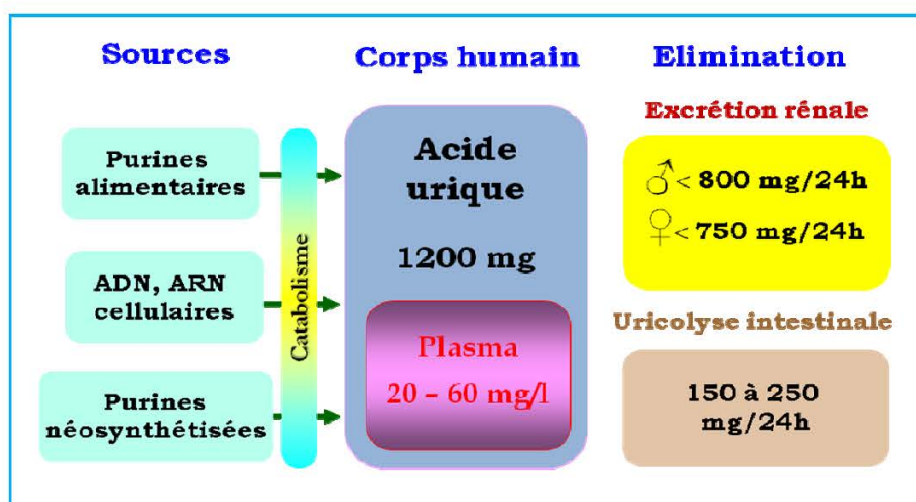 Sources
Corps humain
Elimination
Purines
alimentaires
ADN, ARN
cellulaires
Purines
néosynthétisées
Catabolisme
Acide
urique
1200 mg
Plasma
20 – 60 mg/l
Excrétion rénale
♂< 800 mg/24h
♀< 750 mg/24h
Uricolyse intestinale
150 à 250
mg/24h